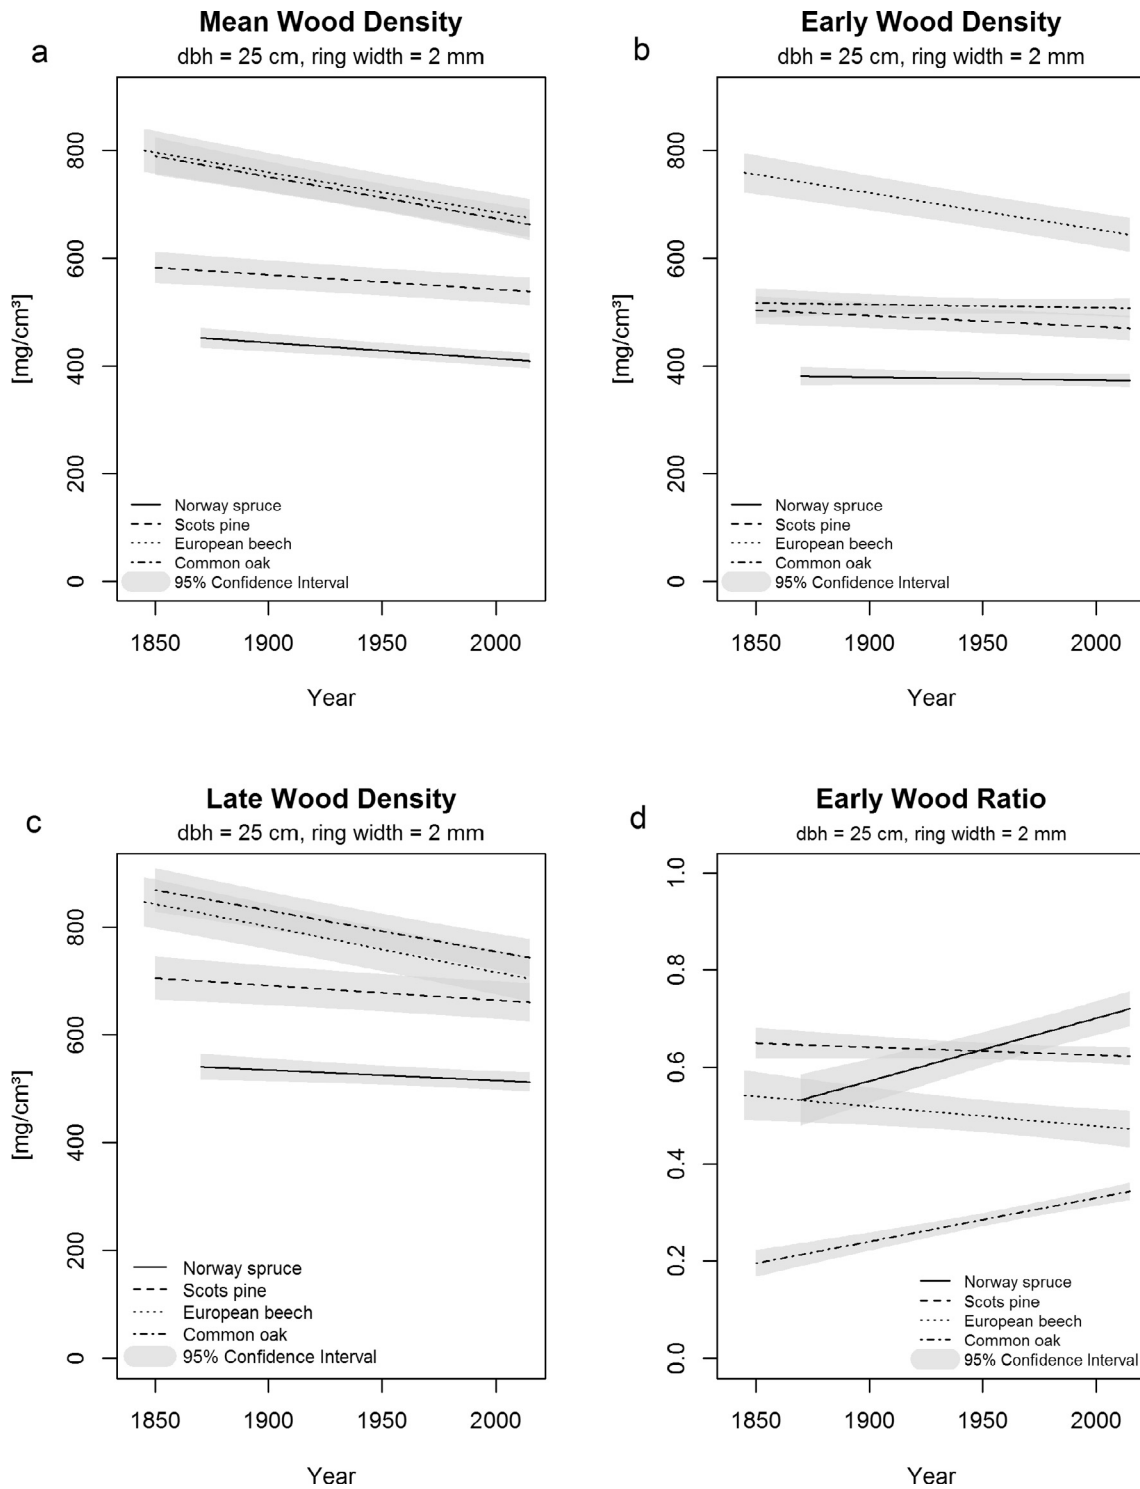 a
Mean Wood Density
dbh = 25 cm, ring width = 2 mm
[mg/cm³]
800
600
400
200
0
Norway spruce
Scots pine
European beech
Common oak
95% Confidence Interval
1850 1900 1950 2000
Year
b
Early Wood Density
dbh = 25 cm, ring width = 2 mm
[mg/cm³]
800
600
400
200
0
Norway spruce
Scots pine
European beech
Common oak
95% Confidence Interval
1850 1900 1950 2000
Year
c
Late Wood Density
dbh = 25 cm, ring width = 2 mm
[mg/cm³]
800
600
400
200
0
Norway spruce
Scots pine
European beech
Common oak
95% Confidence Interval
1850 1900 1950 2000
Year
d
Early Wood Ratio
dbh = 25 cm, ring width = 2 mm
1.0
0.8
0.6
0.4
0.2
0.0
Norway spruce
Scots pine
European beech
Common oak
95% Confidence Interval
1850 1900 1950 2000
Year